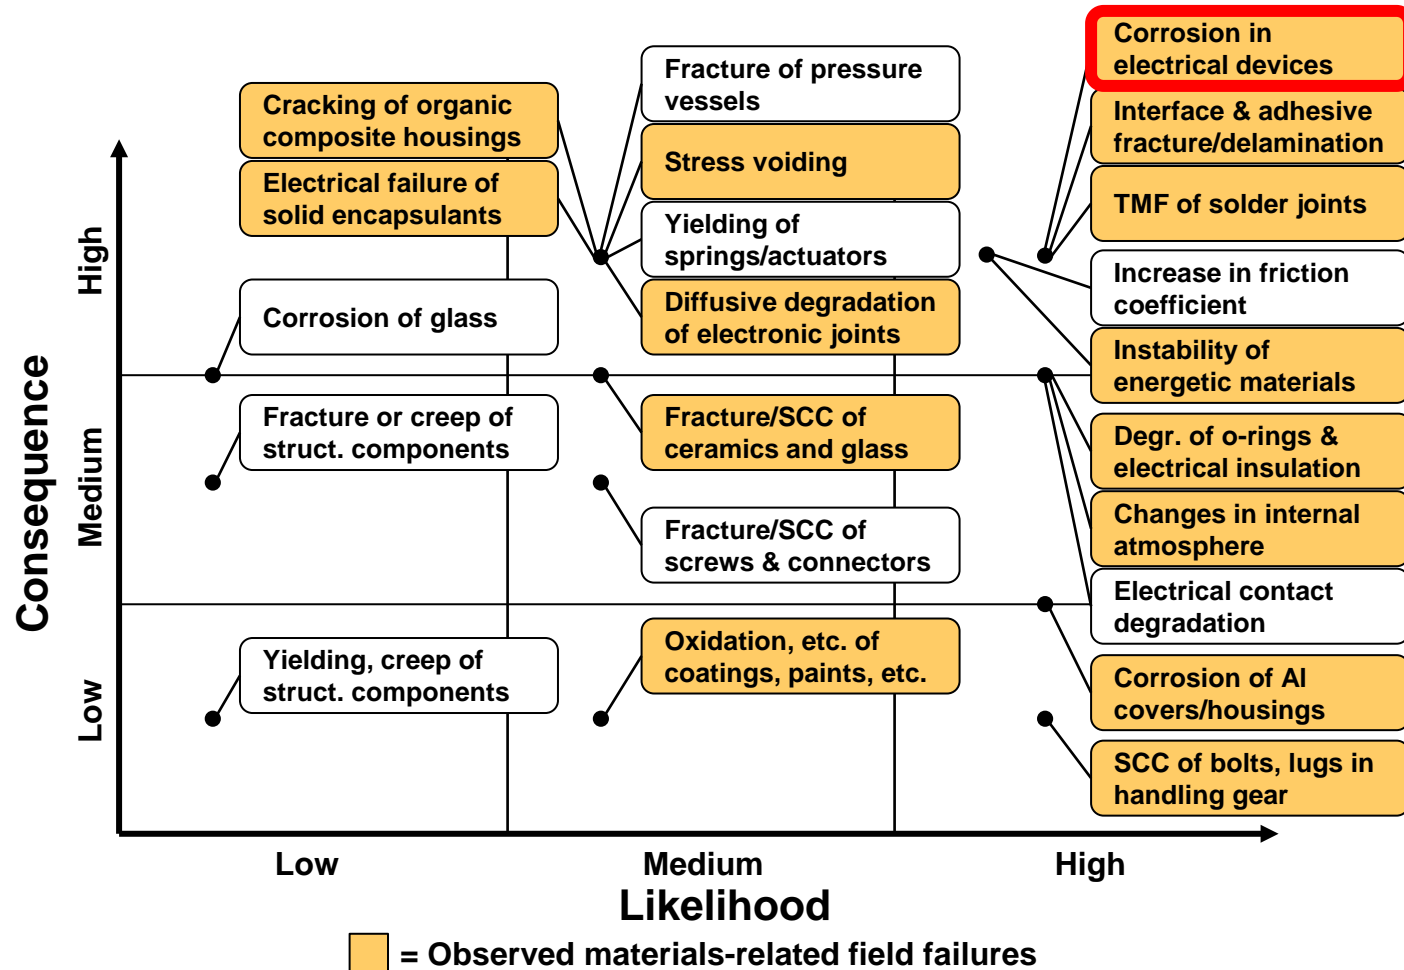 Corrosion in
electrical devices
Interface & adhesive
fracture/delamination
TMF of solder joints
Increase in friction
coefficient
Instability of
energetic materials
Degr. of o-rings &
electrical insulation
Changes in internal
atmosphere
Electrical contact
degradation
Corrosion of Al
covers/housings
SCC of bolts, lugs in
handling gear
Fracture of pressure
vessels
Stress voiding
Yielding of
springs/actuators
Diffusive degradation
of electronic joints
Fracture/SCC of
ceramics and glass
Fracture/SCC of
screws & connectors
Oxidation, etc. of
coatings, paints, etc.
Cracking of organic
composite housings
Electrical failure of
solid encapsulants
Corrosion of glass
Fracture or creep of
struct. components
Yielding, creep of
struct. components
Consequence
High
Medium
Low
Low
Medium
High
Likelihood
= Observed materials-related field failures